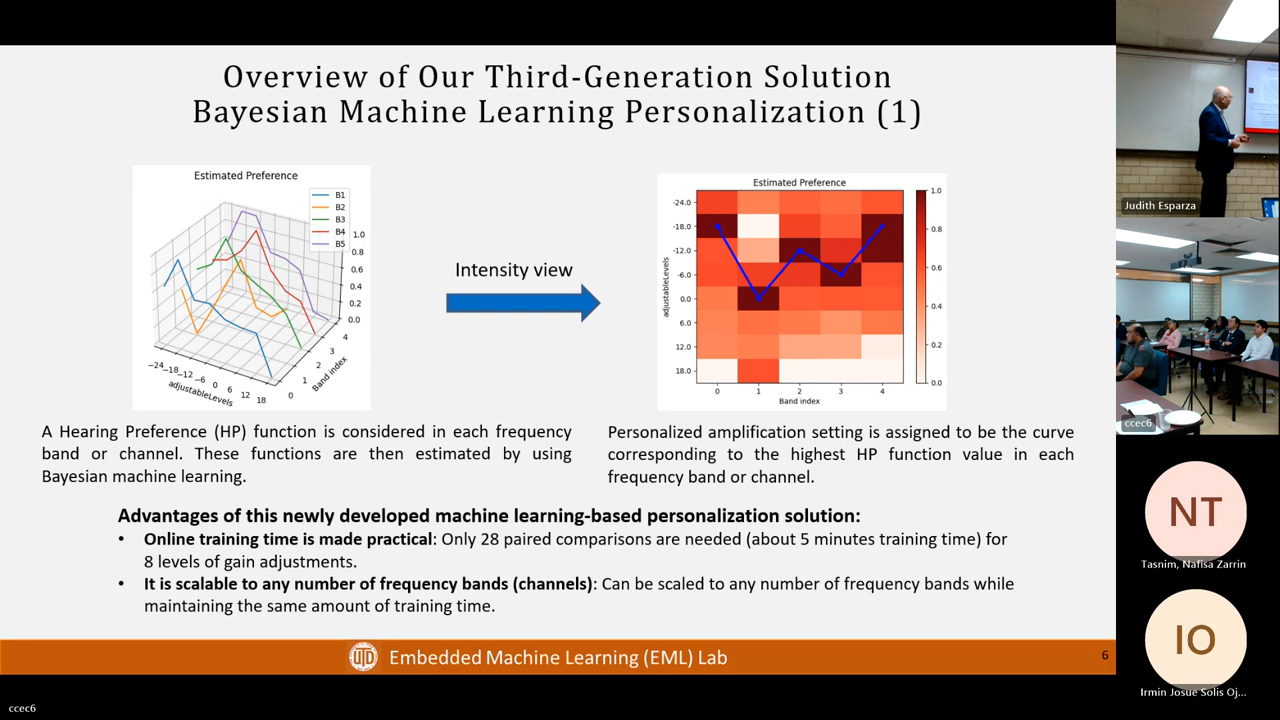 Overview of Our Third-Generation Solution
Bayesian Machine Learning Personalization (1)
Estimated Preference
B1
B2
B3
B4
B5
1.0
0.8
0.6
0.4
0.2
0.0
-24
-18
-12
-6
0
6
12
18
adjustableLevels
0
1
2
3
4
Band index
Intensity view
Estimated Preference
-24.0
-18.0
-12.0
-6.0
0.0
6.0
12.0
18.0
adjustableLevels
0 1 2 3 4
Band index
1.0
0.8
0.6
0.4
0.2
0.0
A Hearing Preference (HP) function is considered in each frequency
band or channel. These functions are then estimated by using
Bayesian machine learning.
Personalized amplification setting is assigned to be the curve
corresponding to the highest HP function value in each
frequency band or channel.
Advantages of this newly developed machine learning-based personalization solution:
• Online training time is made practical: Only 28 paired comparisons are needed (about 5 minutes training time) for
8 levels of gain adjustments.
• It is scalable to any number of frequency bands (channels): Can be scaled to any number of frequency bands while
maintaining the same amount of training time.
UTD
Embedded Machine Learning (EML) Lab
6
ccec6
Judith Esparza
ccec6
NT
Tasnim, Nafisa Zarrin
IO
Irmin Josue Solis Oj...